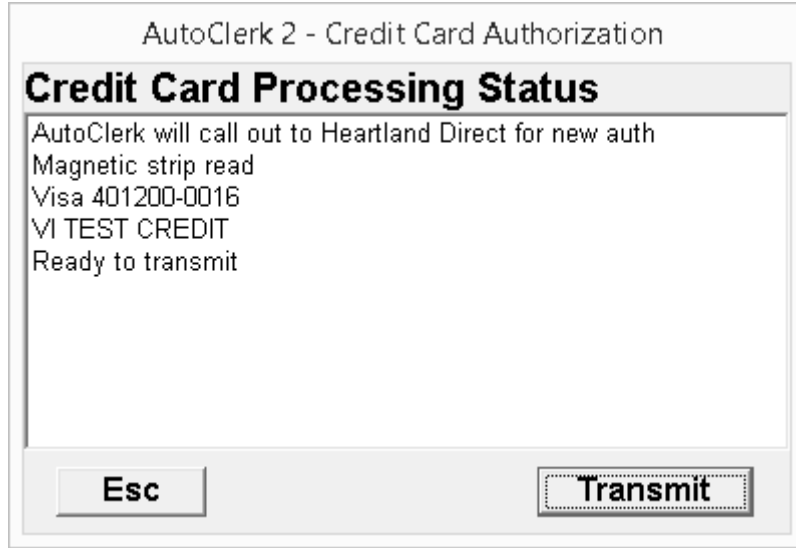 AutoClerk 2 - Credit Card Authorization
Credit Card Processing Status
AutoClerk will call out to Heartland Direct for new auth
Magnetic strip read
Visa 401200-0016
VI TEST CREDIT
Ready to transmit
Esc
Transmit